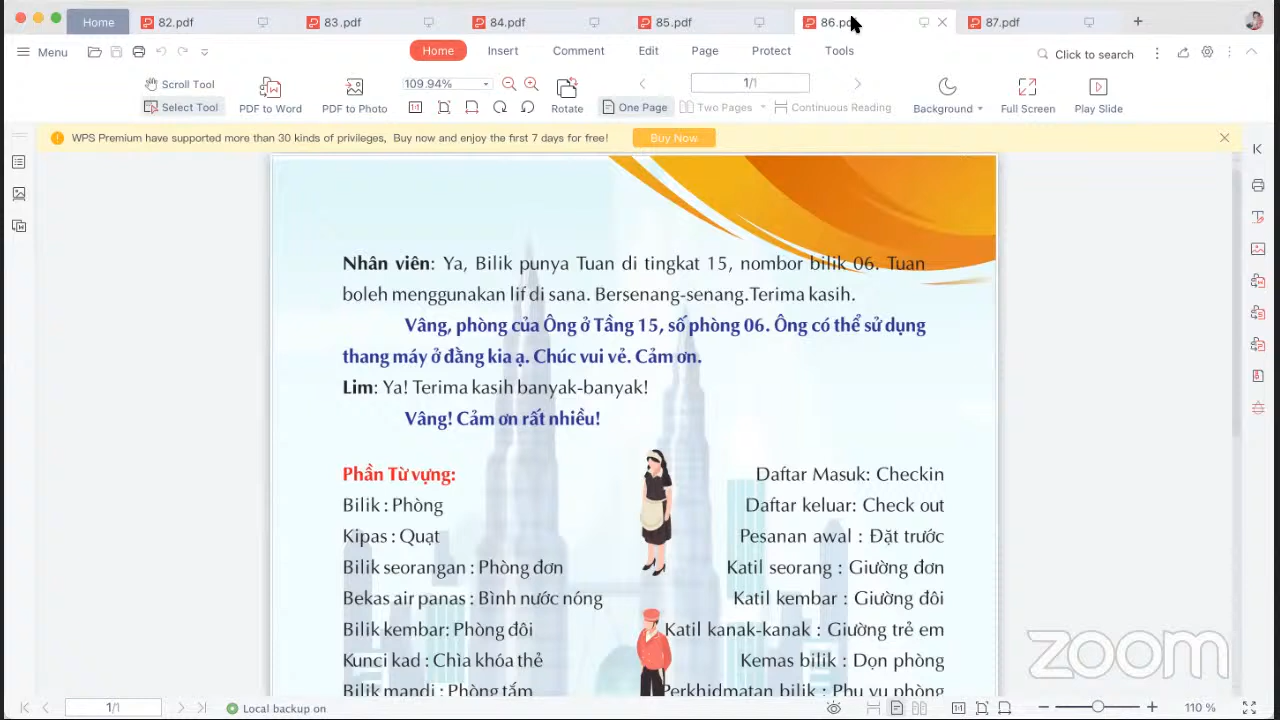 Home
82.pdf
83.pdf
84.pdf
85.pdf
86.pdf
87.pdf
Menu
Home
Insert
Comment
Edit
Page
Protect
Tools
Click to search
Scroll Tool
Select Tool
PDF to Word
PDF to Photo
109.94%
Rotate
1/1
One Page
Two Pages
Continuous Reading
Background
Full Screen
Play Slide
WPS Premium have supported more than 30 kinds of privileges, Buy now and enjoy the first 7 days for free!
Buy Now
Nhân viên: Ya, Bilik punya Tuan di tingkat 15, nombor bilik 06. Tuan
boleh menggunakan lif di sana. Bersenang-senang.Terima kasih.
Vâng, phòng của Ông ở Tầng 15, số phòng 06. Ông có thể sử dụng
thang máy ở đằng kia ạ. Chúc vui vẻ. Cảm ơn.
Lim: Ya! Terima kasih banyak-banyak!
Vâng! Cảm ơn rất nhiều!
Phần Từ vựng:
Bilik : Phòng
Kipas : Quạt
Bilik seorangan : Phòng đơn
Bekas air panas : Bình nước nóng
Bilik kembar: Phòng đôi
Kunci kad : Chìa khóa thẻ
Bilik mandi : Phòng tắm
Daftar Masuk: Checkin
Daftar keluar: Check out
Pesanan awal : Đặt trước
Katil seorang : Giường đơn
Katil kembar : Giường đôi
Katil kanak-kanak : Giường trẻ em
Kemas bilik : Dọn phòng
Perkhidmatan bilik : Phụ vụ phòng
zoom
1/1
Local backup on
110 %